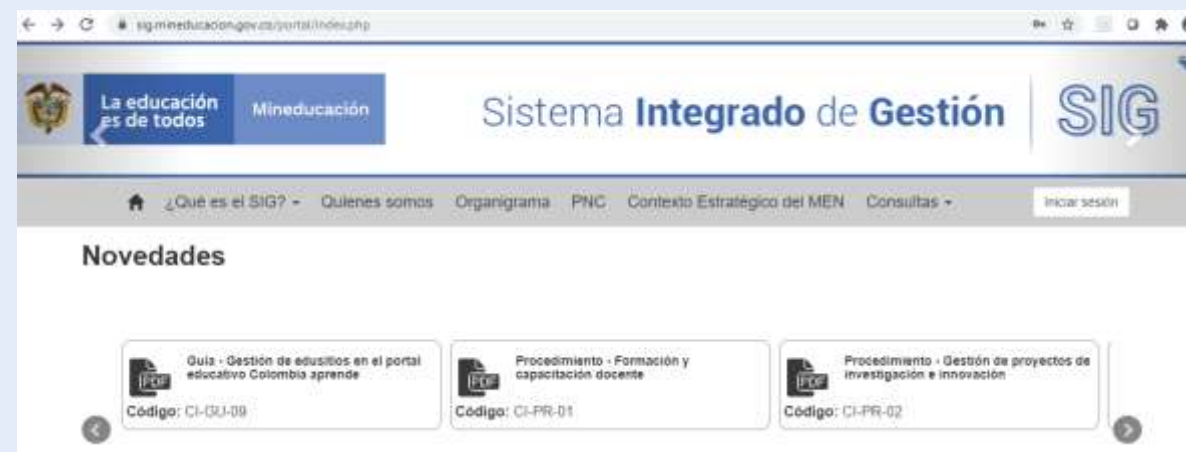 sig.mineducacion.gov.co/portal/index.php
La educación
es de todos
Mineducación
Sistema Integrado de Gestión
SIG
¿Qué es el SIG? Quienes somos Organigrama PNC Contexto Estratégico del MEN Consultas Iniciar sesión
Novedades
Guía - Gestión de edusitios en el portal
educativo Colombia aprende
PDF
Código: CI-GU-09
Procedimiento - Formación y
capacitación docente
PDF
Código: CI-PR-01
Procedimiento - Gestión de proyectos de
investigación e innovación
PDF
Código: CI-PR-02